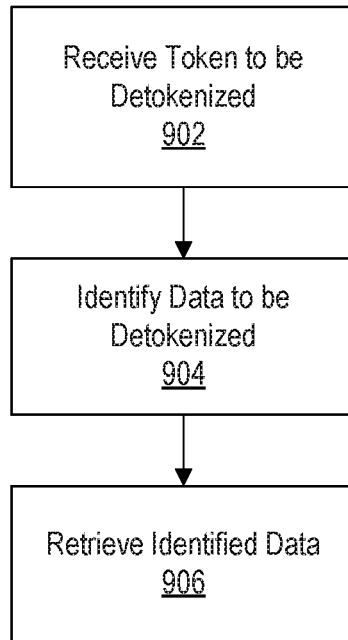 Receive Token to be
Detokenized
902
Identify Data to be
Detokenized
904
Retrieve Identified Data
906